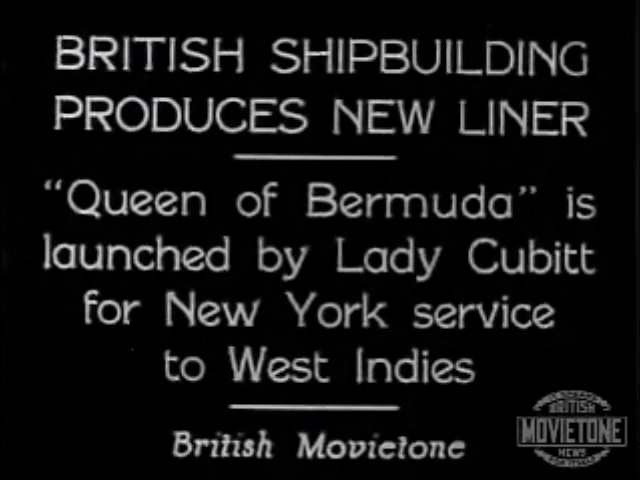 BRITISH SHIPBUILDING
PRODUCES NEW LINER
“Queen of Bermuda” is
launched by Lady Cubitt
for New York service
to West Indies
British Movietone
BRITISH
MOVIETONE
NEWS